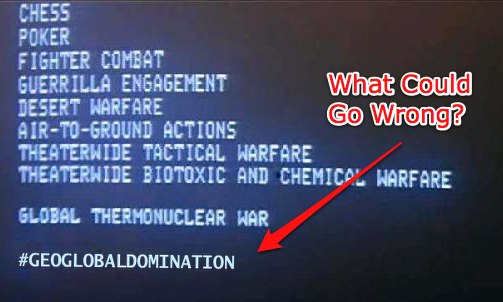 CHESS
POKER
FIGHTER COMBAT
GUERRILLA ENGAGEMENT
DESERT WARFARE
AIR-TO-GROUND ACTIONS
THEATERWIDE TACTICAL WARFARE
THEATERWIDE BIOTOXIC AND CHEMICAL WARFARE
GLOBAL THERMONUCLEAR WAR
#GEOGLOBALDOMINATION
What Could
Go Wrong?